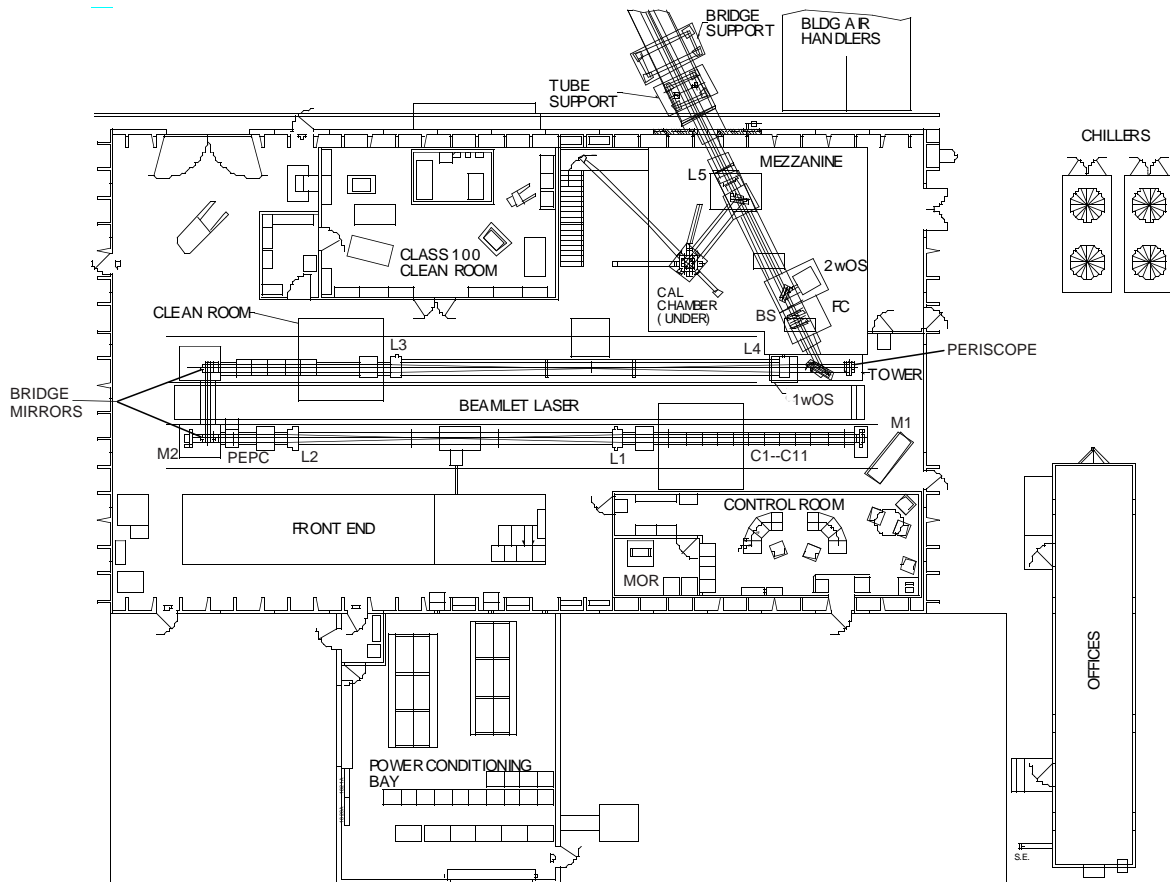 BRIDGE
SUPPORT
BLDG AIR
HANDLERS
TUBE
SUPPORT
CHILLERS
MEZZANINE
L5
CLASS 100
CLEAN ROOM
2wOS
CAL
CHAMBER
(UNDER)
BS
FC
CLEAN ROOM
L3
L4
PERISCOPE
TOWER
BRIDGE
MIRRORS
BEAMLET LASER
1wOS
M1
M2
PEPC
L2
L1
C1--C11
CONTROL ROOM
FRONT END
MOR
OFFICES
POWER CONDITIONING
BAY
S.E.